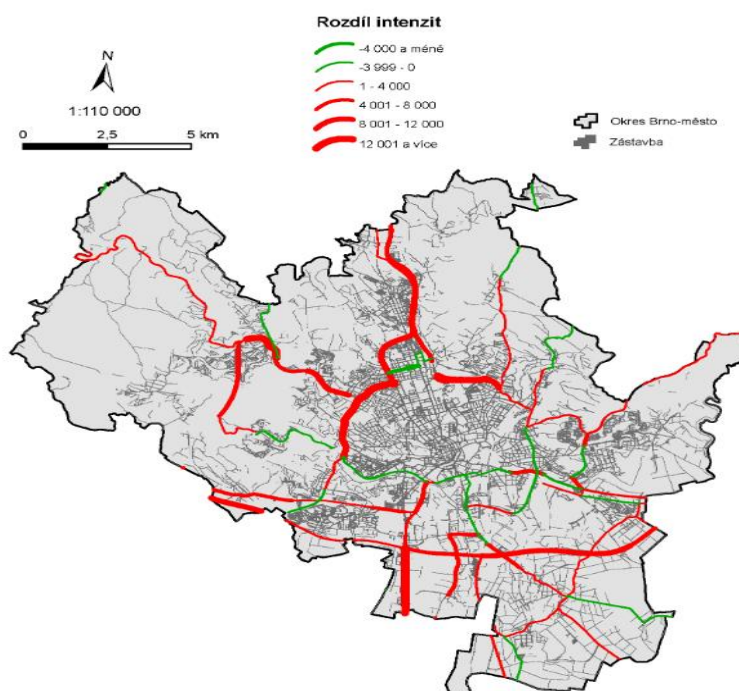 Rozdíl intenzit
-4 000 a méně
-3 999 - 0
1 - 4 000
4 001 - 8 000
8 001 - 12 000
12 001 a více
N
1:110 000
0 2,5 5 km
Okres Brno-město
Zástavba